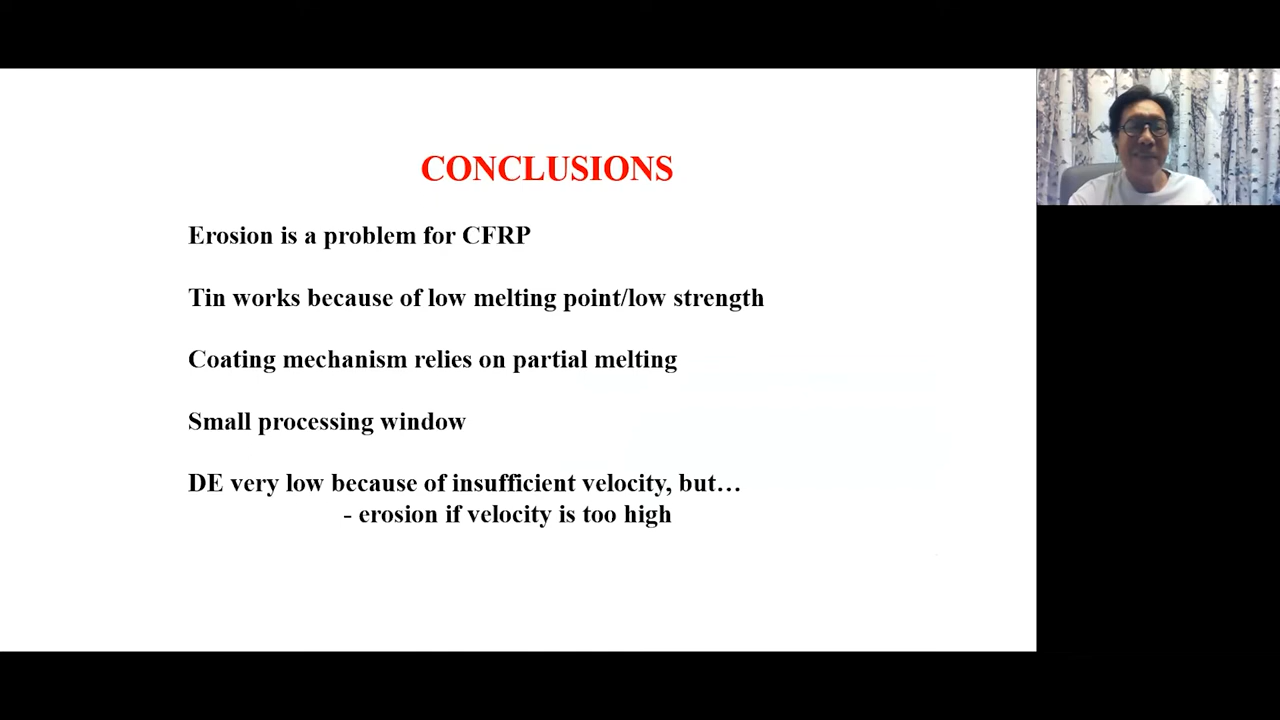 CONCLUSIONS
Erosion is a problem for CFRP
Tin works because of low melting point/low strength
Coating mechanism relies on partial melting
Small processing window
DE very low because of insufficient velocity, but…
- erosion if velocity is too high